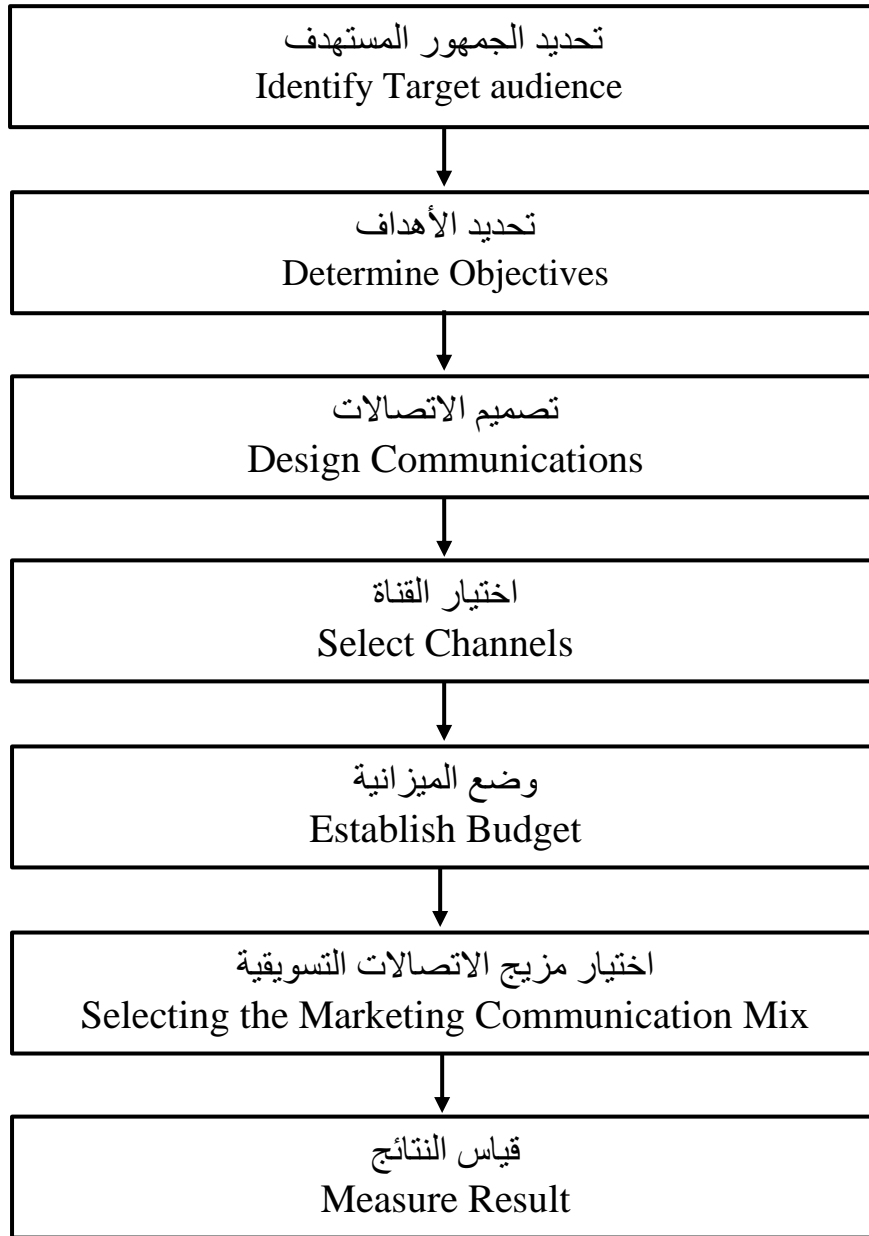 تحديد الجمهور المستهدف
Identify Target audience
تحديد الأهداف
Determine Objectives
تصميم الاتصالات
Design Communications
اختيار القناة
Select Channels
وضع الميزانية
Establish Budget
اختيار مزيج الاتصالات التسويقية
Selecting the Marketing Communication Mix
قياس النتائج
Measure Result